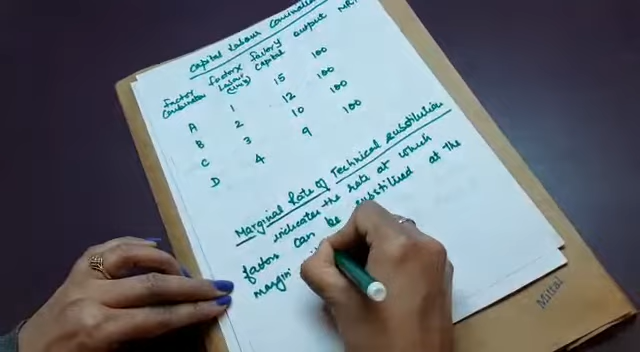 Capital Labour Combination
Factor Combination Factor X Labour (Units) Factor Y Capital output MRT
A 1 15 100
B 2 12 100
C 3 10 100
D 4 9 100
Marginal Rate of Technical Substitution
indicates the rate at which
factors can be substituted at the
margin
Mittal